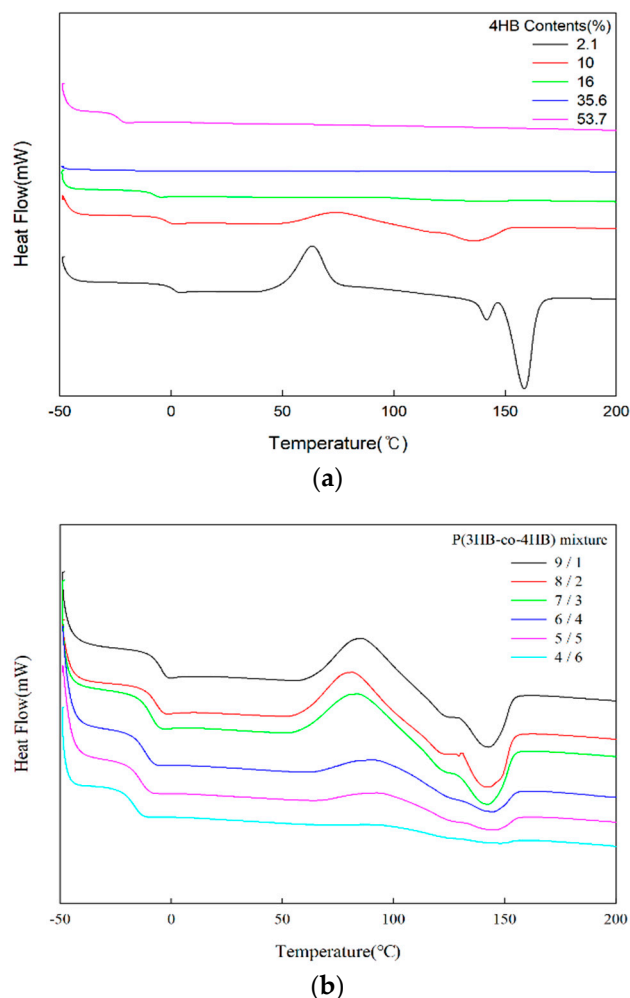 4HB Contents(%)
2.1
10
16
35.6
53.7
Heat Flow(mW)
-50 0 50 100 150 200
Temperature(℃)
(a)
P(3HB-co-4HB) mixture
9 / 1
8 / 2
7 / 3
6 / 4
5 / 5
4 / 6
Heat Flow(mW)
-50 0 50 100 150 200
Temperature(°C)
(b)